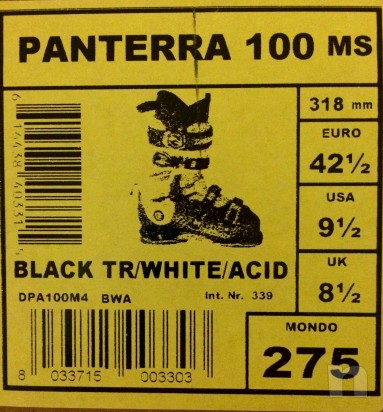 PANTERRA 100 MS
318 mm
EURO
42½
USA
9½
UK
8½
BLACK TR/WHITE/ACID
DPA100M4 BWA
Int. Nr. 339
MONDO
275
8 033715 003303